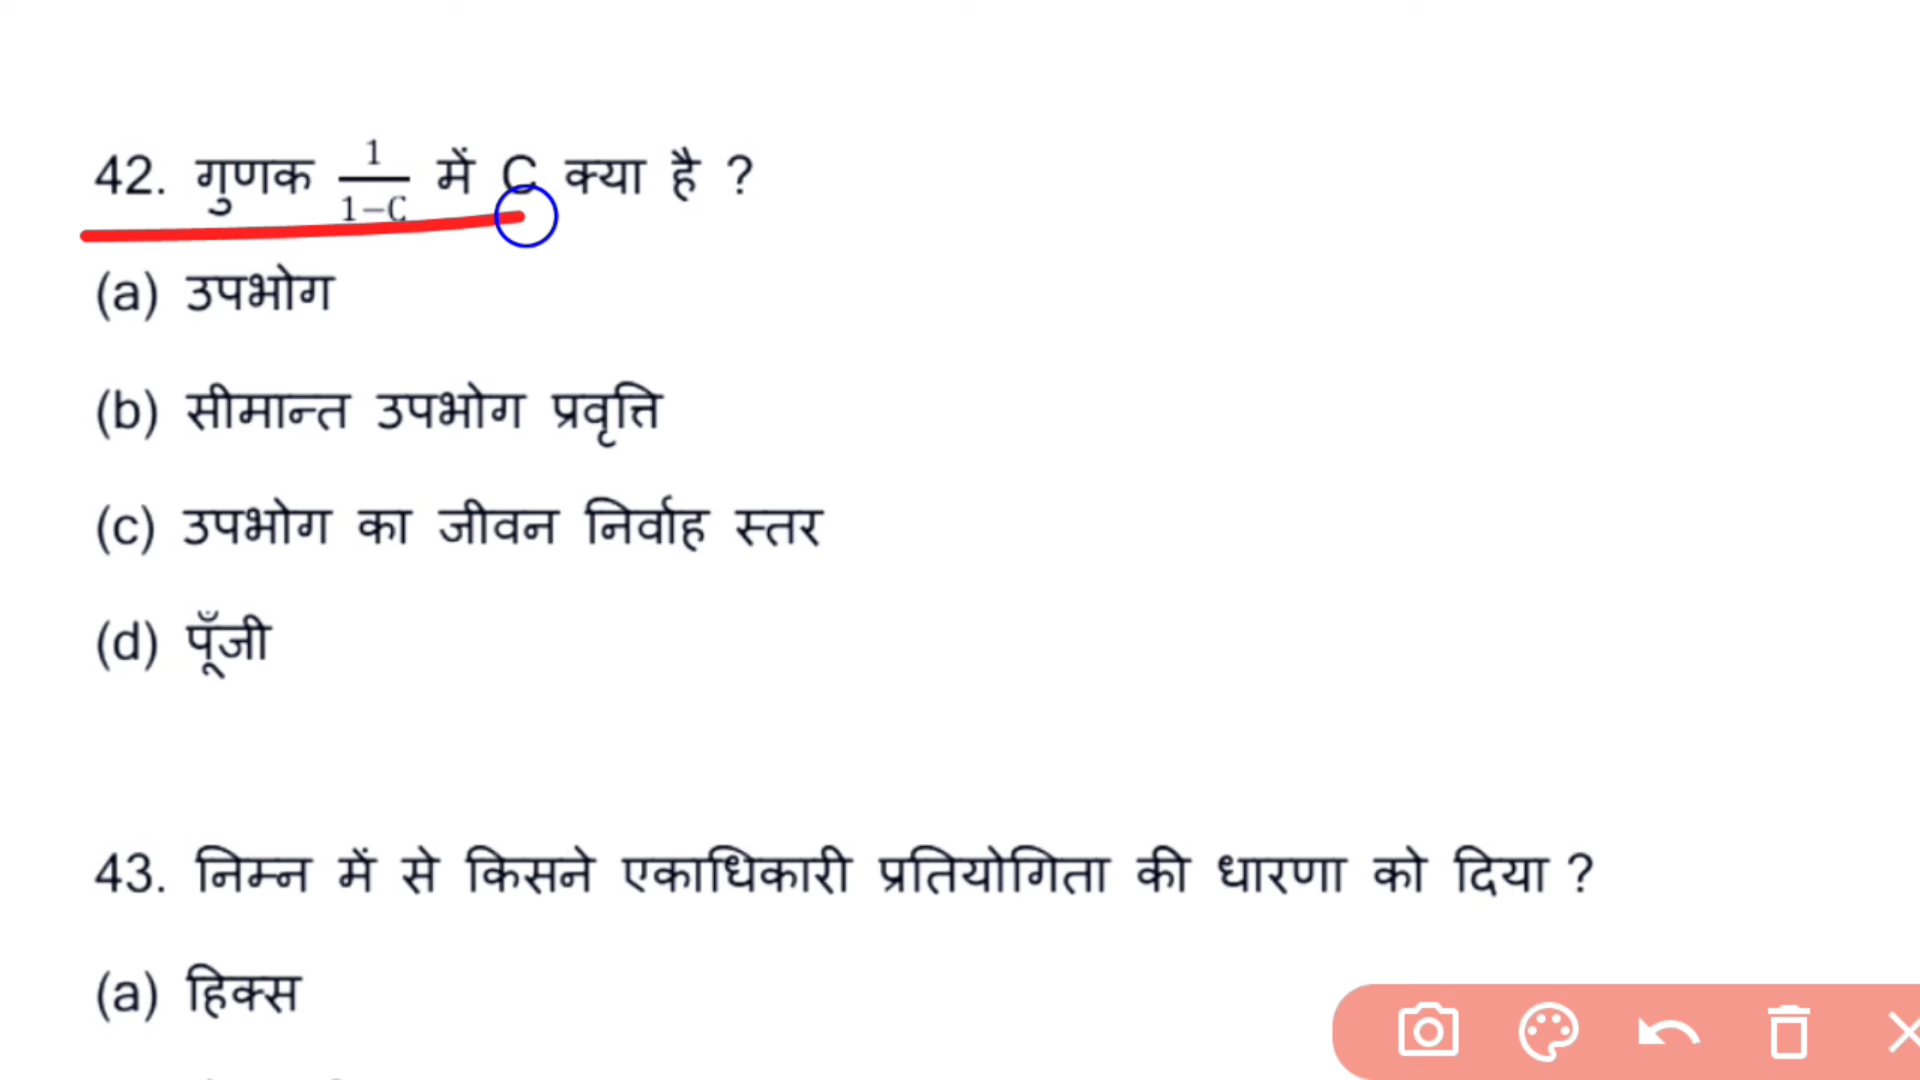 42. गुणक 1/1−C में C क्या है ?
(a) उपभोग
(b) सीमान्त उपभोग प्रवृत्ति
(c) उपभोग का जीवन निर्वाह स्तर
(d) पूँजी
43. निम्न में से किसने एकाधिकारी प्रतियोगिता की धारणा को दिया ?
(a) हिक्स